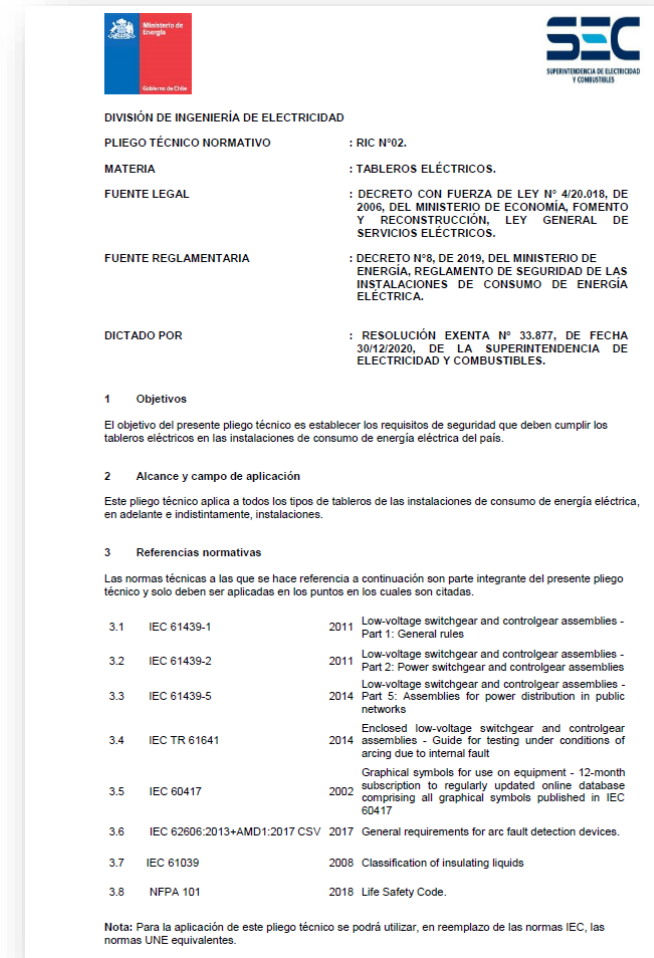 Ministerio de
Energía
Gobierno de Chile
SEC
SUPERINTENDENCIA DE ELECTRICIDAD
Y COMBUSTIBLES
DIVISIÓN DE INGENIERÍA DE ELECTRICIDAD
PLIEGO TÉCNICO NORMATIVO : RIC N°02.
MATERIA : TABLEROS ELÉCTRICOS.
FUENTE LEGAL : DECRETO CON FUERZA DE LEY N° 4/20.018, DE
2006, DEL MINISTERIO DE ECONOMÍA, FOMENTO
Y RECONSTRUCCIÓN, LEY GENERAL DE
SERVICIOS ELÉCTRICOS.
FUENTE REGLAMENTARIA : DECRETO N°8, DE 2019, DEL MINISTERIO DE
ENERGÍA, REGLAMENTO DE SEGURIDAD DE LAS
INSTALACIONES DE CONSUMO DE ENERGÍA
ELÉCTRICA.
DICTADO POR : RESOLUCIÓN EXENTA N° 33.877, DE FECHA
30/12/2020, DE LA SUPERINTENDENCIA DE
ELECTRICIDAD Y COMBUSTIBLES.
1 Objetivos
El objetivo del presente pliego técnico es establecer los requisitos de seguridad que deben cumplir los
tableros eléctricos en las instalaciones de consumo de energía eléctrica del país.
2 Alcance y campo de aplicación
Este pliego técnico aplica a todos los tipos de tableros de las instalaciones de consumo de energía eléctrica,
en adelante e indistintamente, instalaciones.
3 Referencias normativas
Las normas técnicas a las que se hace referencia a continuación son parte integrante del presente pliego
técnico y solo deben ser aplicadas en los puntos en los cuales son citadas.
3.1 IEC 61439-1 2011 Low-voltage switchgear and controlgear assemblies -
Part 1: General rules
3.2 IEC 61439-2 2011 Low-voltage switchgear and controlgear assemblies -
Part 2: Power switchgear and controlgear assemblies
3.3 IEC 61439-5 2014 Low-voltage switchgear and controlgear assemblies -
Part 5: Assemblies for power distribution in public
networks
3.4 IEC TR 61641 2014 Enclosed low-voltage switchgear and controlgear
assemblies - Guide for testing under conditions of
arcing due to internal fault
3.5 IEC 60417 2002 Graphical symbols for use on equipment - 12-month
subscription to regularly updated online database
comprising all graphical symbols published in IEC
60417
3.6 IEC 62606:2013+AMD1:2017 CSV 2017 General requirements for arc fault detection devices.
3.7 IEC 61039 2008 Classification of insulating liquids
3.8 NFPA 101 2018 Life Safety Code.
Nota: Para la aplicación de este pliego técnico se podrá utilizar, en reemplazo de las normas IEC, las
normas UNE equivalentes.